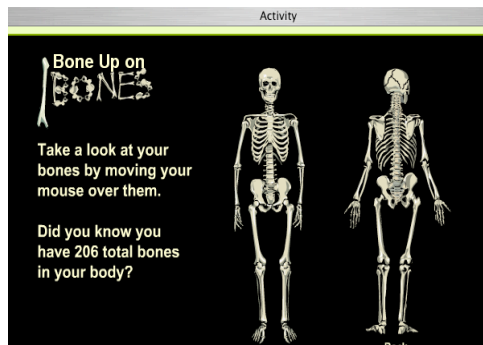 Activity
Bone Up on
BONES
Take a look at your
bones by moving your
mouse over them.
Did you know you
have 206 total bones
in your body?